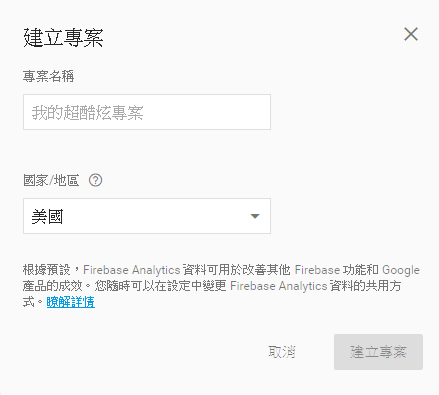 建立專案
專案名稱
我的超酷炫專案
國家/地區
美國
根據預設，Firebase Analytics 資料可用於改善其他 Firebase 功能和 Google
產品的成效。您隨時可以在設定中變更 Firebase Analytics 資料的共用方
式。瞭解詳情
取消 建立專案